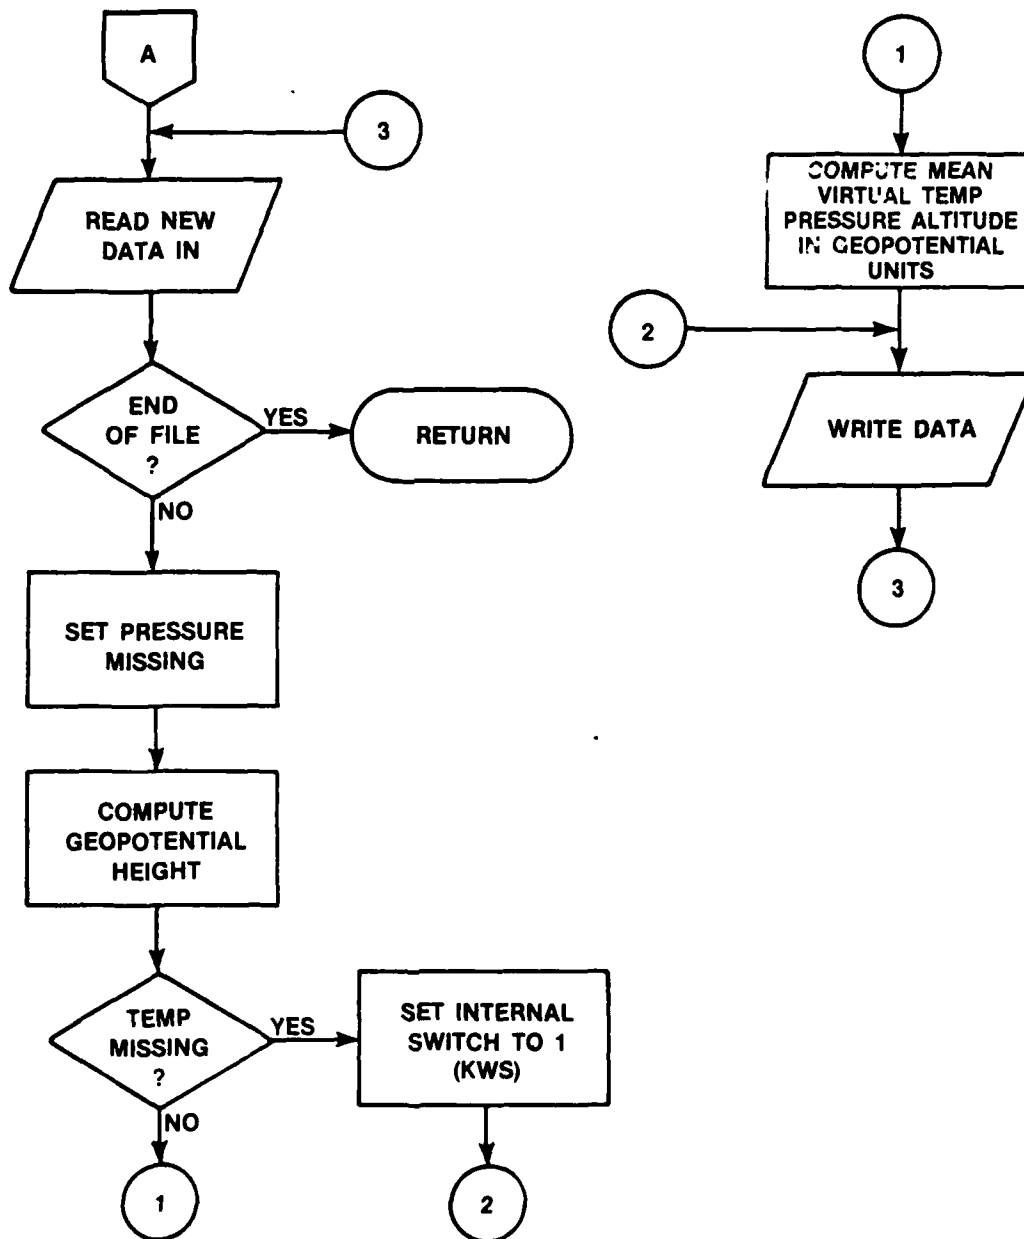 A
3
READ NEW
DATA IN
END
OF FILE
?
YES
RETURN
NO
SET PRESSURE
MISSING
COMPUTE
GEOPOTENTIAL
HEIGHT
TEMP
MISSING
?
YES
SET INTERNAL
SWITCH TO 1
(KWS)
NO
1
2
1
COMPUTE MEAN
VIRTUAL TEMP
PRESSURE ALTITUDE
IN GEOPOTENTIAL
UNITS
2
WRITE DATA
3